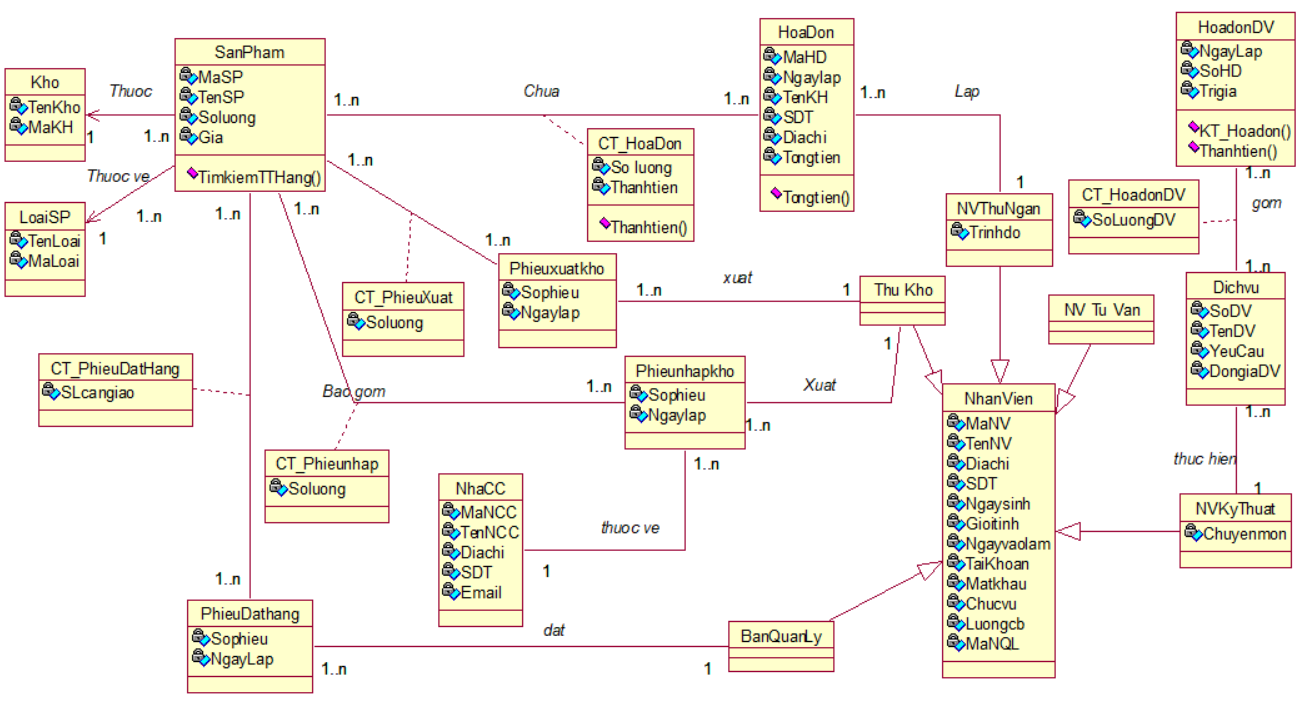 Kho
TenKho
MaKH
Thuoc
1
1..n
SanPham
MaSP
TenSP
Soluong
Gia
TimkiemTTHang()
Thuoc ve
1..n
1
LoaiSP
TenLoai
MaLoai
1..n
Chua
1..n
CT_HoaDon
So luong
Thanhtien
Thanhtien()
HoaDon
MaHD
Ngaylap
TenKH
SDT
Diachi
Tongtien
Tongtien()
1..n
Lap
1
NVThuNgan
Trinhdo
HoadonDV
NgayLap
SoHD
Trigia
KT_Hoadon()
Thanhtien()
1..n
gom
1..n
CT_HoadonDV
SoLuongDV
Dichvu
SoDV
TenDV
YeuCau
DongiaDV
1..n
thuc hien
1
NVKyThuat
Chuyenmon
1..n
1..n
CT_PhieuXuat
Soluong
Phieuxuatkho
Sophieu
Ngaylap
1..n
xuat
1
Thu Kho
NV Tu Van
1..n
Bao gom
1..n
CT_Phieunhap
Soluong
Phieunhapkho
Sophieu
Ngaylap
1..n
Xuat
1
1..n
thuoc ve
1
NhaCC
MaNCC
TenNCC
Diachi
SDT
Email
NhanVien
MaNV
TenNV
Diachi
SDT
Ngaysinh
Gioitinh
Ngayvaolam
TaiKhoan
Matkhau
Chucvu
Luongcb
MaNQL
1..n
CT_PhieuDatHang
SLcangiao
1..n
PhieuDathang
Sophieu
NgayLap
1..n
dat
1
BanQuanLy